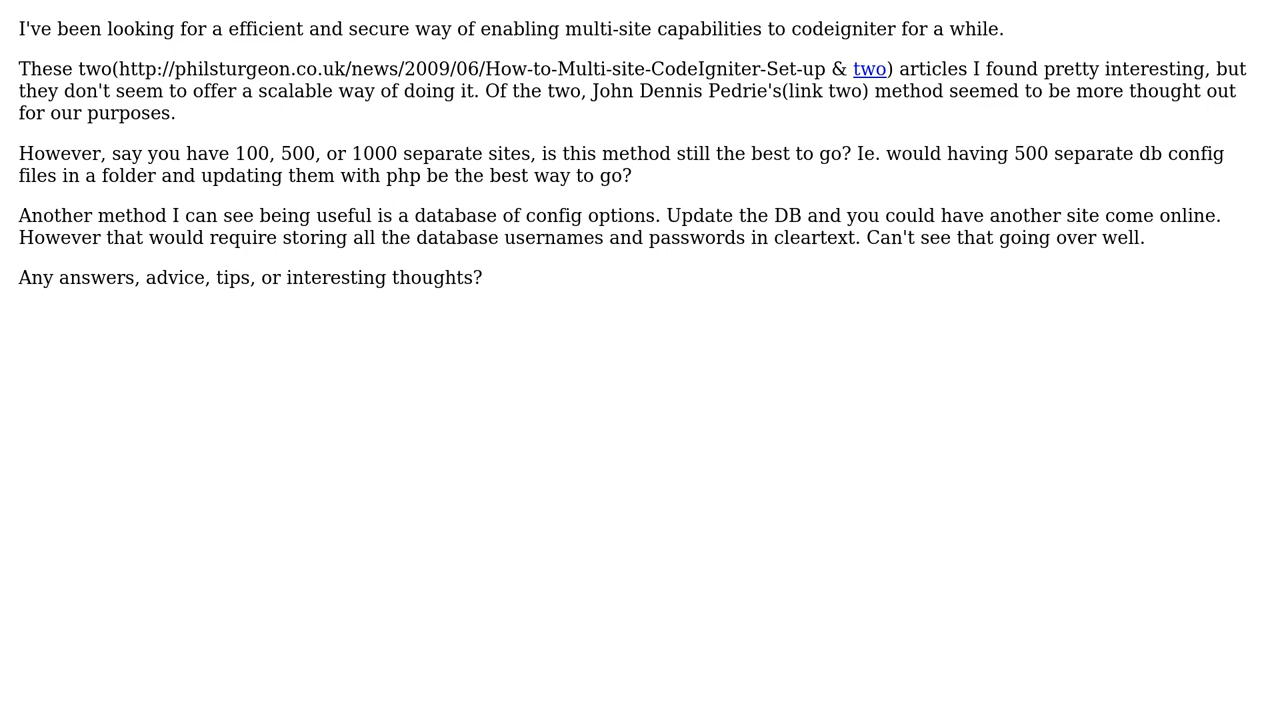 I've been looking for a efficient and secure way of enabling multi-site capabilities to codeigniter for a while.
These two(http://philsturgeon.co.uk/news/2009/06/How-to-Multi-site-CodeIgniter-Set-up & two) articles I found pretty interesting, but
they don't seem to offer a scalable way of doing it. Of the two, John Dennis Pedrie's(link two) method seemed to be more thought out
for our purposes.
However, say you have 100, 500, or 1000 separate sites, is this method still the best to go? Ie. would having 500 separate db config
files in a folder and updating them with php be the best way to go?
Another method I can see being useful is a database of config options. Update the DB and you could have another site come online.
However that would require storing all the database usernames and passwords in cleartext. Can't see that going over well.
Any answers, advice, tips, or interesting thoughts?